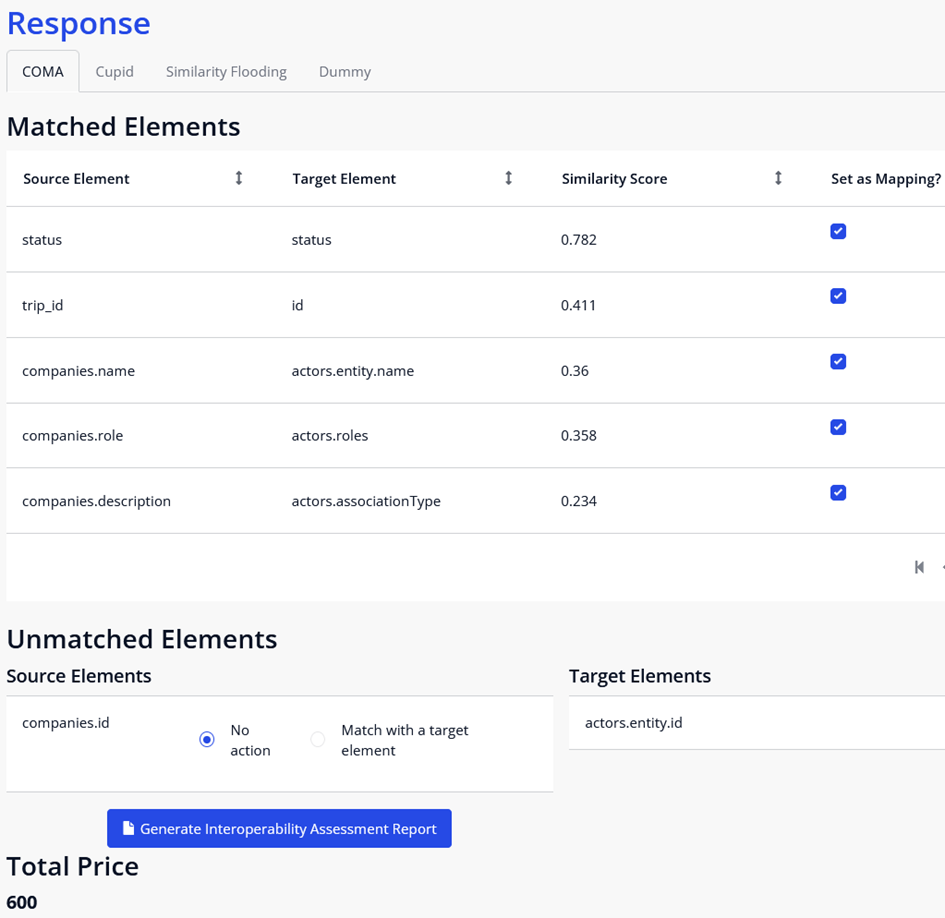 Response
COMA Cupid Similarity Flooding Dummy
Matched Elements
Source Element Target Element Similarity Score Set as Mapping?
status status 0.782
trip_id id 0.411
companies.name actors.entity.name 0.36
companies.role actors.roles 0.358
companies.description actors.associationType 0.234
Unmatched Elements
Source Elements Target Elements
companies.id No action Match with a target element actors.entity.id
Generate Interoperability Assessment Report
Total Price
600